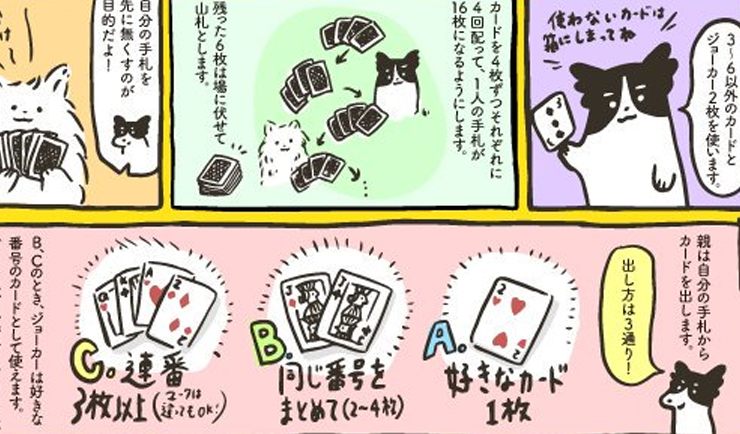 3〜6以外のカードと
ジョーカー2枚を使います。
使わないカードは
箱にしまってね
カードを4枚ずつそれぞれに
4回配って、1人の手札が
16枚になるようにします。
残った6枚は場に伏せて
山札とします。
自分の手札を
先に無くすのが
目的だよ！
親は自分の手札から
カードを出します。
出し方は3通り！
A.
好きなカード
1枚
B.
同じ番号を
まとめて(2〜4枚)
C.連番
3枚以上(マークは
違ってもOK!)
B、Cのとき、ジョーカーは好きな
番号のカードとして使えます。